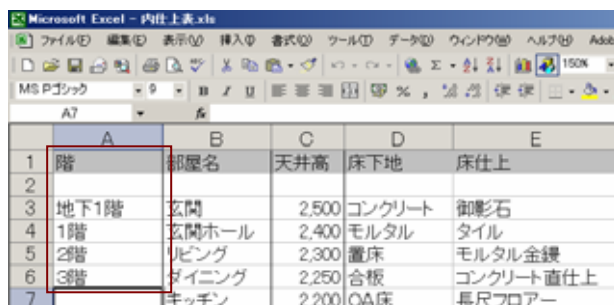 Microsoft Excel - 内仕上表.xls
ファイル(F) 編集(E) 表示(V) 挿入(I) 書式(O) ツール(T) データ(D) ウィンドウ(W) ヘルプ(H) Adob
150%
MS Pゴシック 9 B I U % ,
A7 fx
A B C D E
1 階 部屋名 天井高 床下地 床仕上
2
3 地下1階 玄関 2,500 コンクリート 御影石
4 1階 玄関ホール 2,400 モルタル タイル
5 2階 リビング 2,300 置床 モルタル金鏝
6 3階 ダイニング 2,250 合板 コンクリート直仕上
7 キッチン 2,200 OA床 長尺フロアー